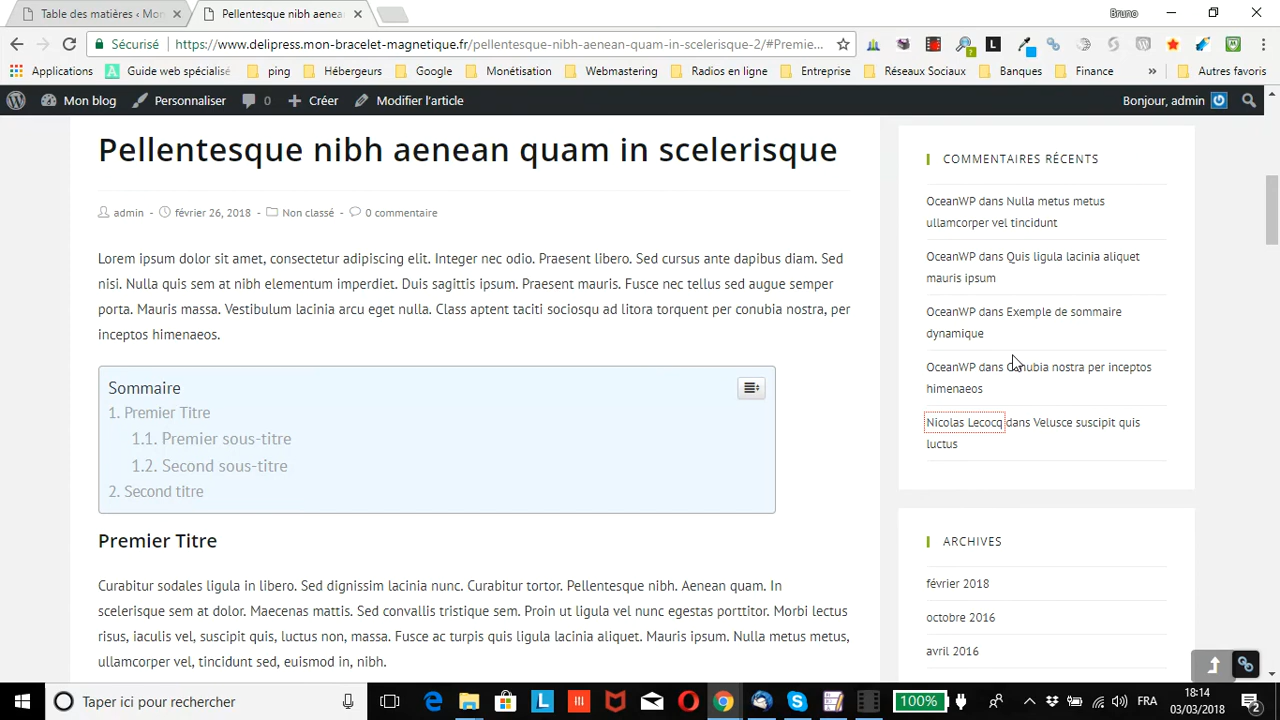 Table des matières ‹ Mon
Pellentesque nibh aenea
Bruno
Sécurisé
https://www.delipress.mon-bracelet-magnetique.fr/pellentesque-nibh-aenean-quam-in-scelerisque-2/#Premie...
Applications
Guide web spécialisé
ping
Hébergeurs
Google
Monétisation
Webmastering
Radios en ligne
Entreprise
Réseaux Sociaux
Banques
Finance
»
Autres favoris
Mon blog
Personnaliser
0
Créer
Modifier l'article
Bonjour, admin
Pellentesque nibh aenean quam in scelerisque
admin - février 26, 2018 - Non classé - 0 commentaire
Lorem ipsum dolor sit amet, consectetur adipiscing elit. Integer nec odio. Praesent libero. Sed cursus ante dapibus diam. Sed
nisi. Nulla quis sem at nibh elementum imperdiet. Duis sagittis ipsum. Praesent mauris. Fusce nec tellus sed augue semper
porta. Mauris massa. Vestibulum lacinia arcu eget nulla. Class aptent taciti sociosqu ad litora torquent per conubia nostra, per
inceptos himenaeos.
Sommaire
1. Premier Titre
1.1. Premier sous-titre
1.2. Second sous-titre
2. Second titre
Premier Titre
Curabitur sodales ligula in libero. Sed dignissim lacinia nunc. Curabitur tortor. Pellentesque nibh. Aenean quam. In
scelerisque sem at dolor. Maecenas mattis. Sed convallis tristique sem. Proin ut ligula vel nunc egestas porttitor. Morbi lectus
risus, iaculis vel, suscipit quis, luctus non, massa. Fusce ac turpis quis ligula lacinia aliquet. Mauris ipsum. Nulla metus metus,
ullamcorper vel, tincidunt sed, euismod in, nibh.
COMMENTAIRES RÉCENTS
OceanWP dans Nulla metus metus
ullamcorper vel tincidunt
OceanWP dans Quis ligula lacinia aliquet
mauris ipsum
OceanWP dans Exemple de sommaire
dynamique
OceanWP dans Conubia nostra per inceptos
himenaeos
Nicolas Lecocq dans Velusce suscipit quis
luctus
ARCHIVES
février 2018
octobre 2016
avril 2016
Taper ici pour rechercher
100%
FRA
18:14
03/03/2018
2